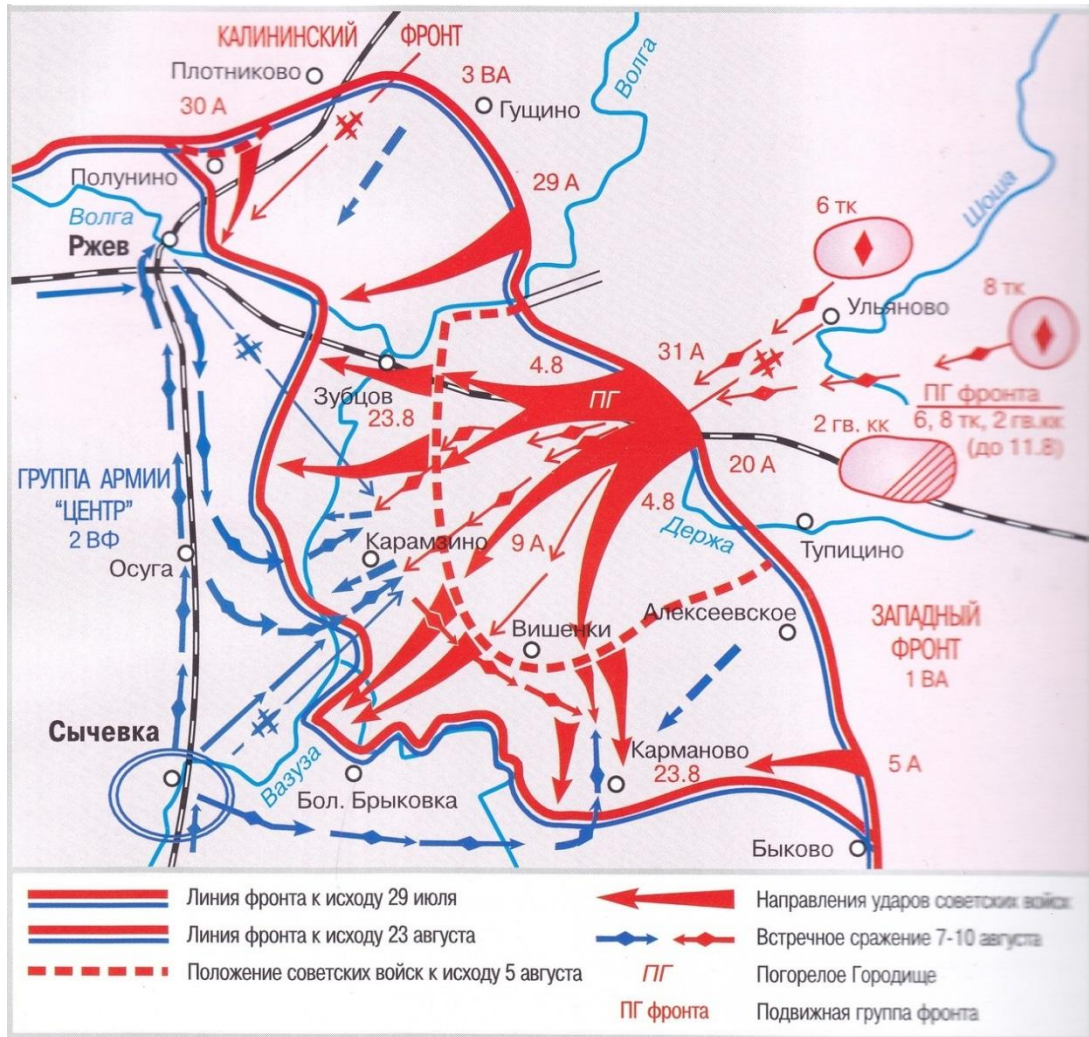 КАЛИНИНСКИЙ ФРОНТ
Плотниково
3 ВА
Волга
30 А
Гущино
Полунино
29 А
Шоша
Волга
6 тк
Ржев
Ульяново
8 тк
31 А
4.8
ПГ
ПГ фронта
6, 8 тк, 2 гв.кк
(до 11.8)
Зубцов
23.8
2 гв. кк
20 А
ГРУППА АРМИИ
"ЦЕНТР"
2 ВФ
4.8
Держа
Тупицино
Карамзино
9 А
Осуга
Алексеевское
ЗАПАДНЫЙ
ФРОНТ
1 ВА
Вишенки
Сычевка
Вазуза
Карманово
23.8
5 А
Бол. Брыковка
Быково
Линия фронта к исходу 29 июля
Линия фронта к исходу 23 августа
Положение советских войск к исходу 5 августа
Направления ударов советских войск
Встречное сражение 7-10 августа
ПГ Погорелое Городище
ПГ фронта Подвижная группа фронта